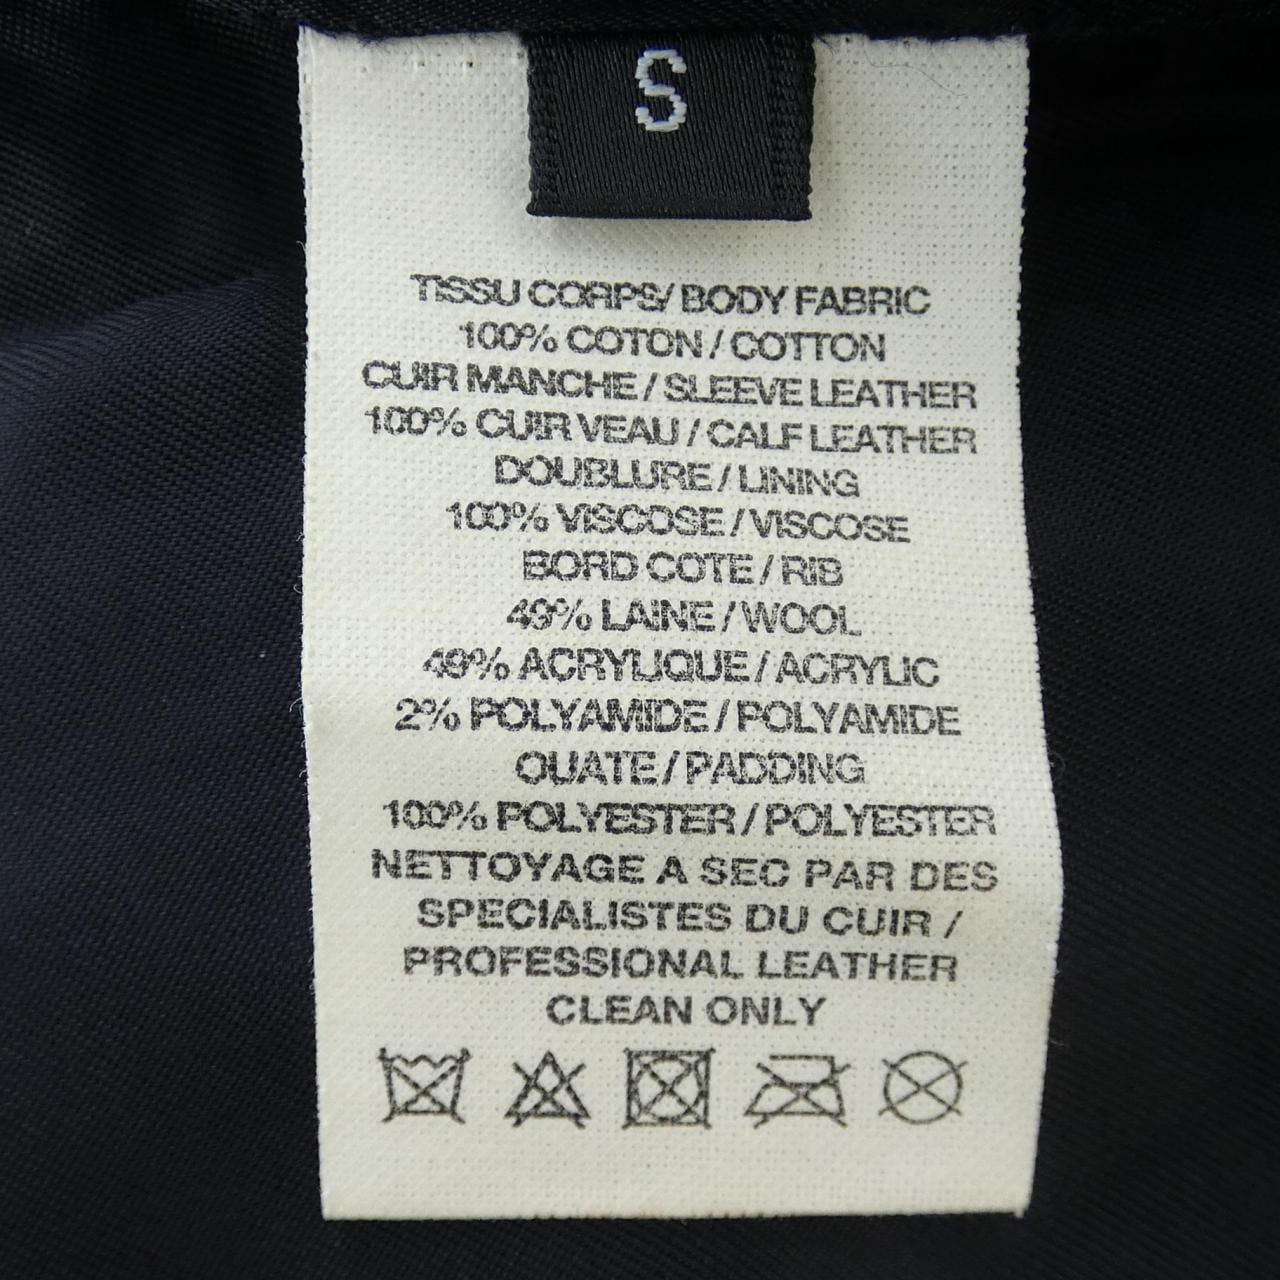 S
TISSU CORPS/ BODY FABRIC
100% COTON / COTTON
CUIR MANCHE / SLEEVE LEATHER
100% CUIR VEAU / CALF LEATHER
DOUBLURE / LINING
100% VISCOSE / VISCOSE
BORD COTE / RIB
49% LAINE / WOOL
49% ACRYLIQUE / ACRYLIC
2% POLYAMIDE / POLYAMIDE
OUATE / PADDING
100% POLYESTER / POLYESTER
NETTOYAGE A SEC PAR DES
SPECIALISTES DU CUIR /
PROFESSIONAL LEATHER
CLEAN ONLY